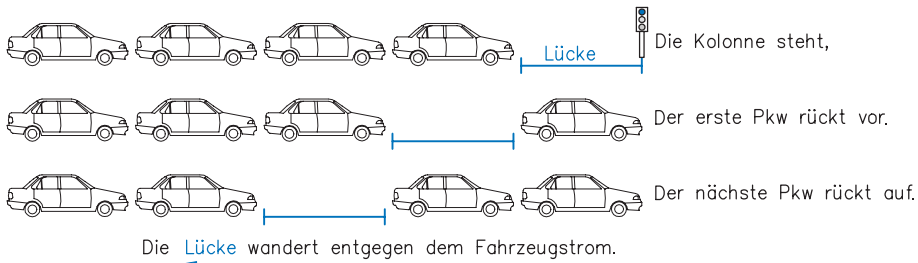 Lücke
Die Kolonne steht,
Der erste Pkw rückt vor.
Der nächste Pkw rückt auf.
Die Lücke wandert entgegen dem Fahrzeugstrom.